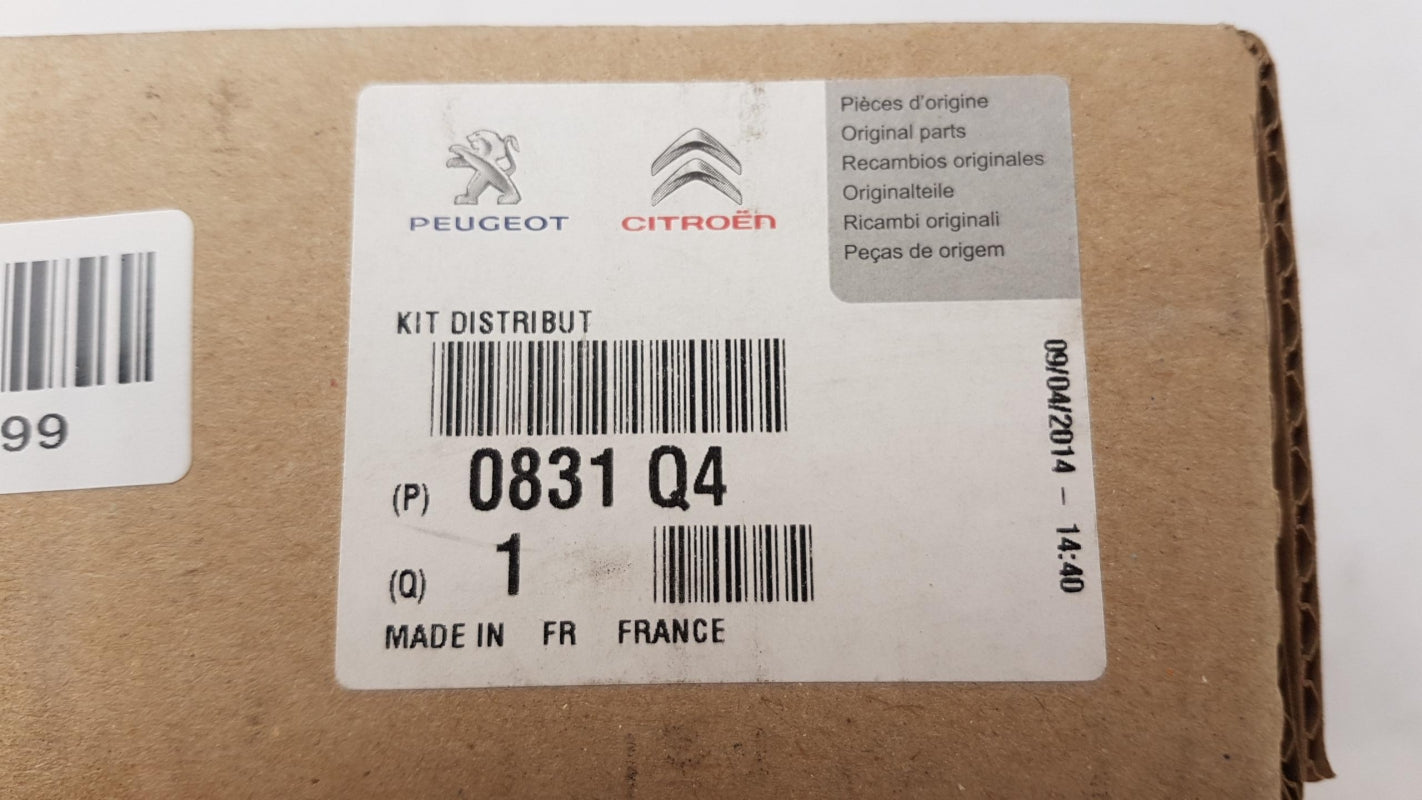 PEUGEOT
CITROËN
Pièces d'origine
Original parts
Recambios originales
Originalteile
Ricambi originali
Peças de origem
KIT DISTRIBUT
(P) 0831 Q4
(Q) 1
MADE IN FR FRANCE
09/04/2014 - 14:40
99